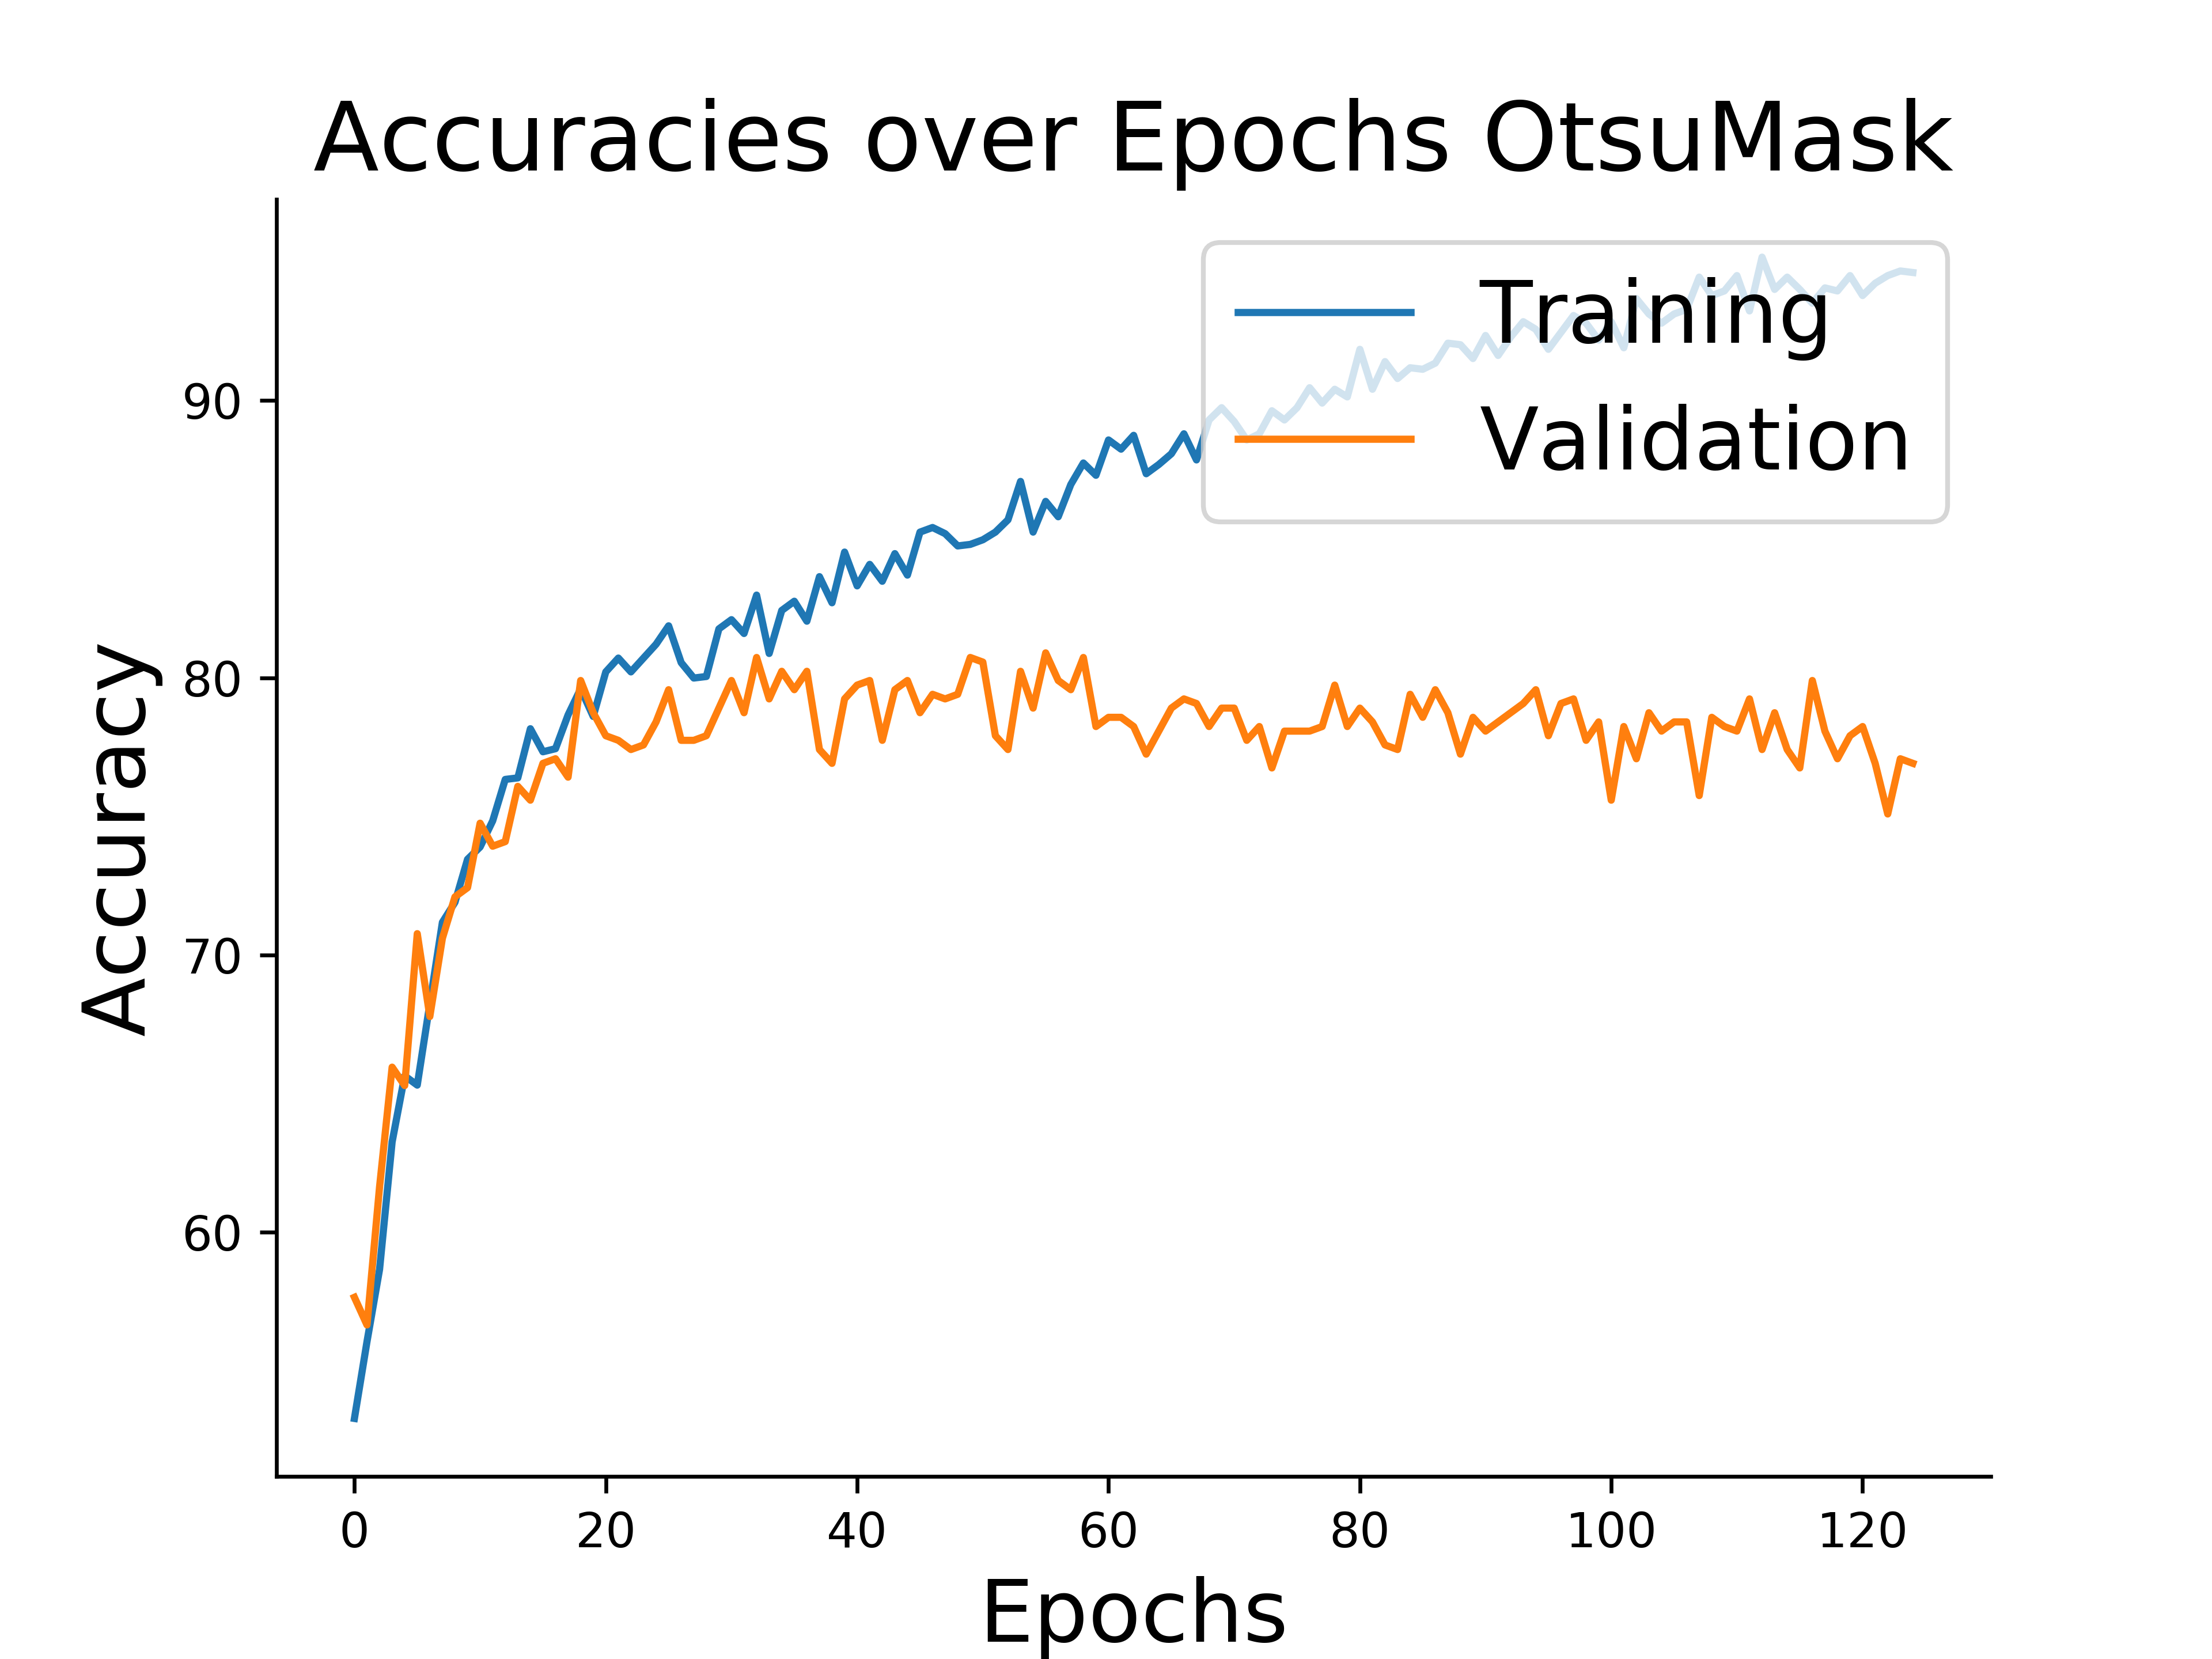 Accuracies over Epochs OtsuMask
Training
Validation
90
80
70
60
Accuracy
0 20 40 60 80 100 120
Epochs